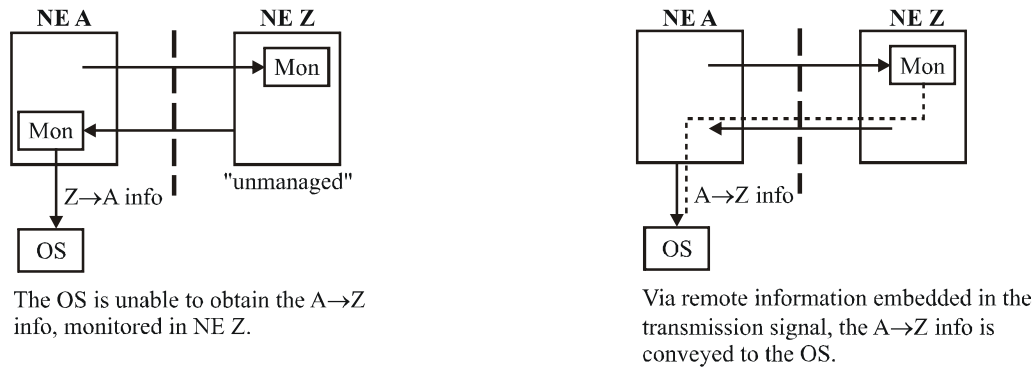 NE A
NE Z
Mon
Mon
"unmanaged"
Z→A info
OS
The OS is unable to obtain the A→Z
info, monitored in NE Z.
NE A
NE Z
Mon
A→Z info
OS
Via remote information embedded in the
transmission signal, the A→Z info is
conveyed to the OS.